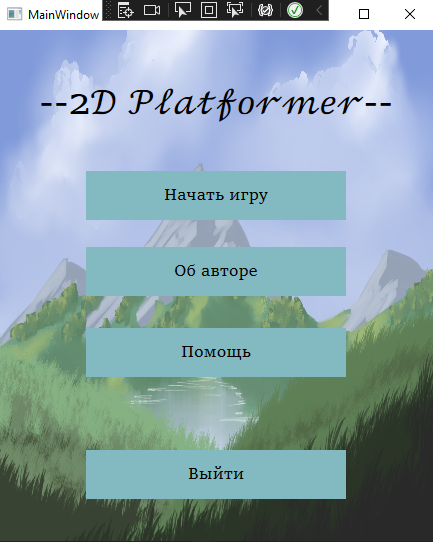 MainWindow
--2D Platformer--
Начать игру
Об авторе
Помощь
Выйти